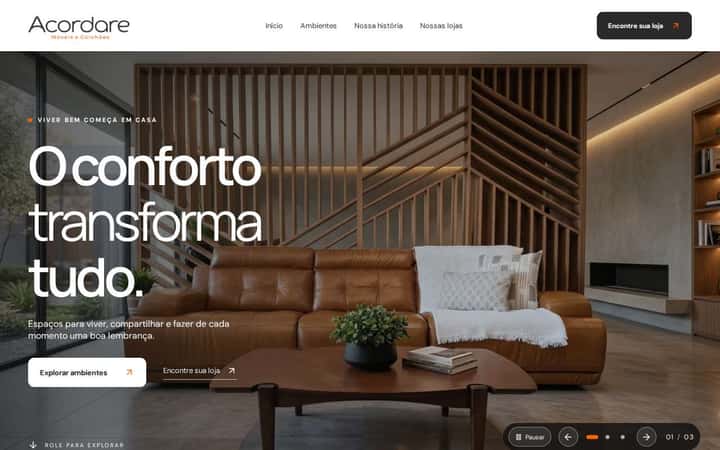 Acordare
Móveis e Colchões
Início
Ambientes
Nossa história
Nossas lojas
Encontre sua loja
VIVER BEM COMEÇA EM CASA
O conforto
transforma
tudo.
Espaços para viver, compartilhar e fazer de cada
momento uma boa lembrança.
Explorar ambientes
Encontre sua loja
ROLE PARA EXPLORAR
Pausar
01 / 03